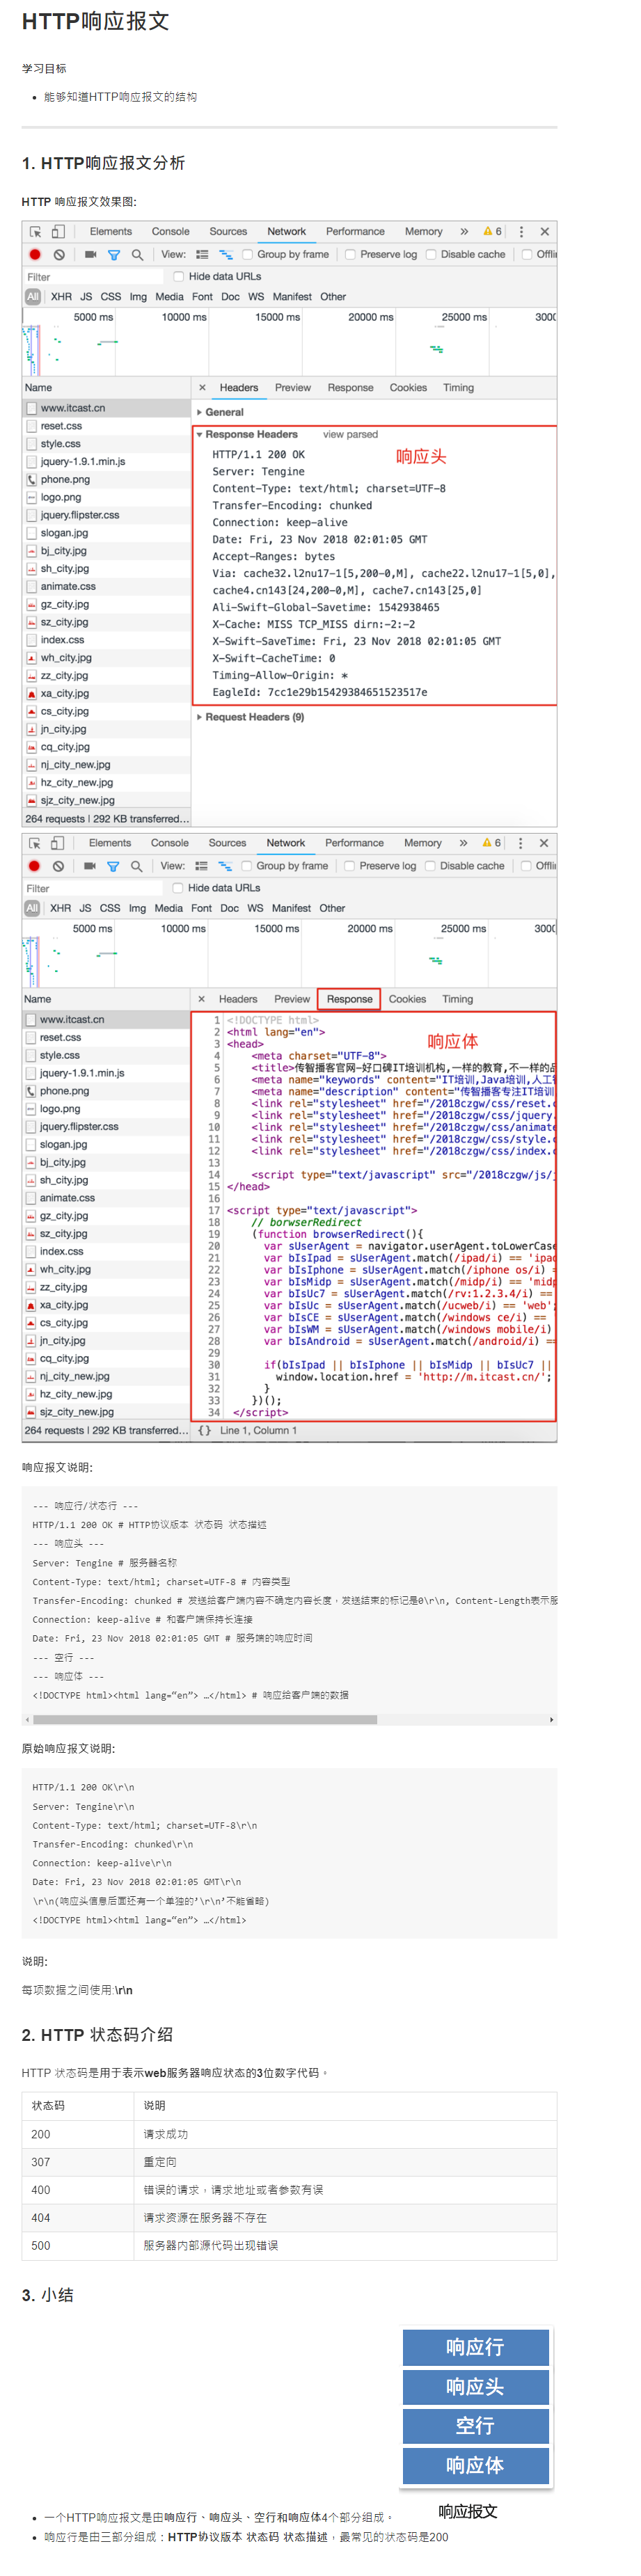 HTTP响应报文
学习目标
• 能够知道HTTP响应报文的结构
1. HTTP响应报文分析
HTTP 响应报文效果图:
Elements Console Sources Network Performance Memory » 6
View: Group by frame Preserve log Disable cache Offli
Filter Hide data URLs
All XHR JS CSS Img Media Font Doc WS Manifest Other
5000 ms 10000 ms 15000 ms 20000 ms 25000 ms 3000
Name
www.itcast.cn
reset.css
style.css
jquery-1.9.1.min.js
phone.png
logo.png
jquery.flipster.css
slogan.jpg
bj_city.jpg
sh_city.jpg
animate.css
gz_city.jpg
sz_city.jpg
index.css
wh_city.jpg
zz_city.jpg
xa_city.jpg
cs_city.jpg
jn_city.jpg
cq_city.jpg
nj_city_new.jpg
hz_city_new.jpg
sjz_city_new.jpg
264 requests | 292 KB transferred...
× Headers Preview Response Cookies Timing
General
Response Headers view parsed
响应头
HTTP/1.1 200 OK
Server: Tengine
Content-Type: text/html; charset=UTF-8
Transfer-Encoding: chunked
Connection: keep-alive
Date: Fri, 23 Nov 2018 02:01:05 GMT
Accept-Ranges: bytes
Via: cache32.l2nu17-1[5,200-0,M], cache22.l2nu17-1[5,0],
cache4.cn143[24,200-0,M], cache7.cn143[25,0]
Ali-Swift-Global-Savetime: 1542938465
X-Cache: MISS TCP_MISS dirn:-2:-2
X-Swift-SaveTime: Fri, 23 Nov 2018 02:01:05 GMT
X-Swift-CacheTime: 0
Timing-Allow-Origin: *
EagleId: 7cc1e29b15429384651523517e
Request Headers (9)
Elements Console Sources Network Performance Memory » 6
View: Group by frame Preserve log Disable cache Offli
Filter Hide data URLs
All XHR JS CSS Img Media Font Doc WS Manifest Other
5000 ms 10000 ms 15000 ms 20000 ms 25000 ms 3000
Name
www.itcast.cn
reset.css
style.css
jquery-1.9.1.min.js
phone.png
logo.png
jquery.flipster.css
slogan.jpg
bj_city.jpg
sh_city.jpg
animate.css
gz_city.jpg
sz_city.jpg
index.css
wh_city.jpg
zz_city.jpg
xa_city.jpg
cs_city.jpg
jn_city.jpg
cq_city.jpg
nj_city_new.jpg
hz_city_new.jpg
sjz_city_new.jpg
264 requests | 292 KB transferred...
× Headers Preview Response Cookies Timing
响应体
1 <!DOCTYPE html>
2 <html lang="en">
3 <head>
4 <meta charset="UTF-8">
5 <title>传智播客官网-好口碑IT培训机构,一样的教育,不一样的品
6 <meta name="keywords" content="IT培训,Java培训,人工智
7 <meta name="description" content="传智播客专注IT培训
8 <link rel="stylesheet" href="/2018czgw/css/reset.c
9 <link rel="stylesheet" href="/2018czgw/css/jquery.
10 <link rel="stylesheet" href="/2018czgw/css/animate
11 <link rel="stylesheet" href="/2018czgw/css/style.c
12 <link rel="stylesheet" href="/2018czgw/css/index.c
13
14 <script type="text/javascript" src="/2018czgw/js/j
15 </head>
16
17 <script type="text/javascript">
18 // borwserRedirect
19 (function browserRedirect(){
20 var sUserAgent = navigator.userAgent.toLowerCase
21 var bIsIpad = sUserAgent.match(/ipad/i) == 'ipad
22 var bIsIphone = sUserAgent.match(/iphone os/i) =
23 var bIsMidp = sUserAgent.match(/midp/i) == 'midp
24 var bIsUc7 = sUserAgent.match(/rv:1.2.3.4/i) ==
25 var bIsUc = sUserAgent.match(/ucweb/i) == 'web';
26 var bIsCE = sUserAgent.match(/windows ce/i) ==
27 var bIsWM = sUserAgent.match(/windows mobile/i)
28 var bIsAndroid = sUserAgent.match(/android/i) ==
29
30 if(bIsIpad || bIsIphone || bIsMidp || bIsUc7 ||
31 window.location.href = 'http://m.itcast.cn/';
32 }
33 })();
34 </script>
{ } Line 1, Column 1
响应报文说明:
--- 响应行/状态行 ---
HTTP/1.1 200 OK # HTTP协议版本 状态码 状态描述
--- 响应头 ---
Server: Tengine # 服务器名称
Content-Type: text/html; charset=UTF-8 # 内容类型
Transfer-Encoding: chunked # 发送给客户端内容不确定内容长度，发送结束的标记是0\r\n, Content-Length表示服
Connection: keep-alive # 和客户端保持长连接
Date: Fri, 23 Nov 2018 02:01:05 GMT # 服务端的响应时间
--- 空行 ---
--- 响应体 ---
<!DOCTYPE html><html lang=“en”> …</html> # 响应给客户端的数据
原始响应报文说明:
HTTP/1.1 200 OK\r\n
Server: Tengine\r\n
Content-Type: text/html; charset=UTF-8\r\n
Transfer-Encoding: chunked\r\n
Connection: keep-alive\r\n
Date: Fri, 23 Nov 2018 02:01:05 GMT\r\n
\r\n(响应头信息后面还有一个单独的’\r\n’不能省略)
<!DOCTYPE html><html lang=“en”> …</html>
说明:
每项数据之间使用:\r\n
2. HTTP 状态码介绍
HTTP 状态码是用于表示web服务器响应状态的3位数字代码。
状态码 说明
200 请求成功
307 重定向
400 错误的请求，请求地址或者参数有误
404 请求资源在服务器不存在
500 服务器内部源代码出现错误
3. 小结
响应行
响应头
空行
响应体
响应报文
• 一个HTTP响应报文是由响应行、响应头、空行和响应体4个部分组成。
• 响应行是由三部分组成：HTTP协议版本 状态码 状态描述，最常见的状态码是200